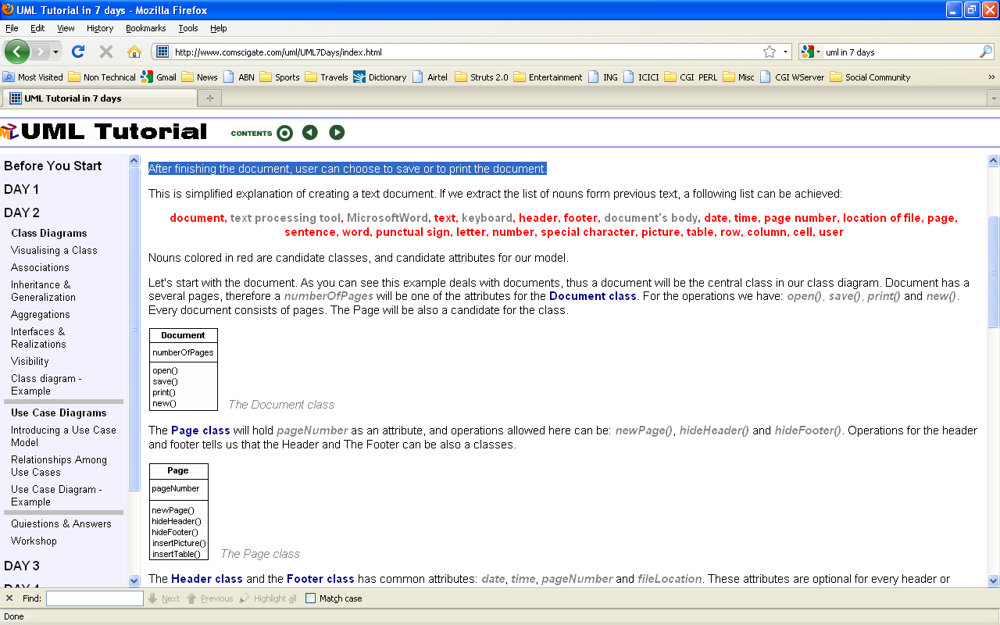 UML Tutorial in 7 days - Mozilla Firefox
File Edit View History Bookmarks Tools Help
http://www.comscigate.com/uml/UML7Days/index.html
uml in 7 days
Most Visited Non Technical Gmail News ABN Sports Travels Dictionary Airtel Struts 2.0 Entertainment ING ICICI CGI PERL Misc CGI WServer Social Community »
UML Tutorial in 7 days
UML Tutorial CONTENTS
Before You Start
DAY 1
DAY 2
Class Diagrams
Visualising a Class
Associations
Inheritance &
Generalization
Aggregations
Interfaces &
Realizations
Visibility
Class diagram -
Example
Use Case Diagrams
Introducing a Use Case
Model
Relationships Among
Use Cases
Use Case Diagram -
Example
Quiestions & Answers
Workshop
DAY 3
DAY 4
After finishing the document, user can choose to save or to print the document.
This is simplified explanation of creating a text document. If we extract the list of nouns form previous text, a following list can be achieved:
document, text processing tool, MicrosoftWord, text, keyboard, header, footer, document's body, date, time, page number, location of file, page,
sentence, word, punctual sign, letter, number, special character, picture, table, row, column, cell, user
Nouns colored in red are candidate classes, and candidate attributes for our model.
Let's start with the document. As you can see this example deals with documents, thus a document will be the central class in our class diagram. Document has a
several pages, therefore a numberOfPages will be one of the attributes for the Document class. For the operations we have: open(), save(), print() and new().
Every document consists of pages. The Page will be also a candidate for the class.
Document
numberOfPages
open()
save()
print()
new()
The Document class
The Page class will hold pageNumber as an attribute, and operations allowed here can be: newPage(), hideHeader() and hideFooter(). Operations for the header
and footer tells us that the Header and The Footer can be also a classes.
Page
pageNumber
newPage()
hideHeader()
hideFooter()
insertPicture()
insertTable()
The Page class
The Header class and the Footer class has common attributes: date, time, pageNumber and fileLocation. These attributes are optional for every header or
Find: Next Previous Highlight all Match case
Done